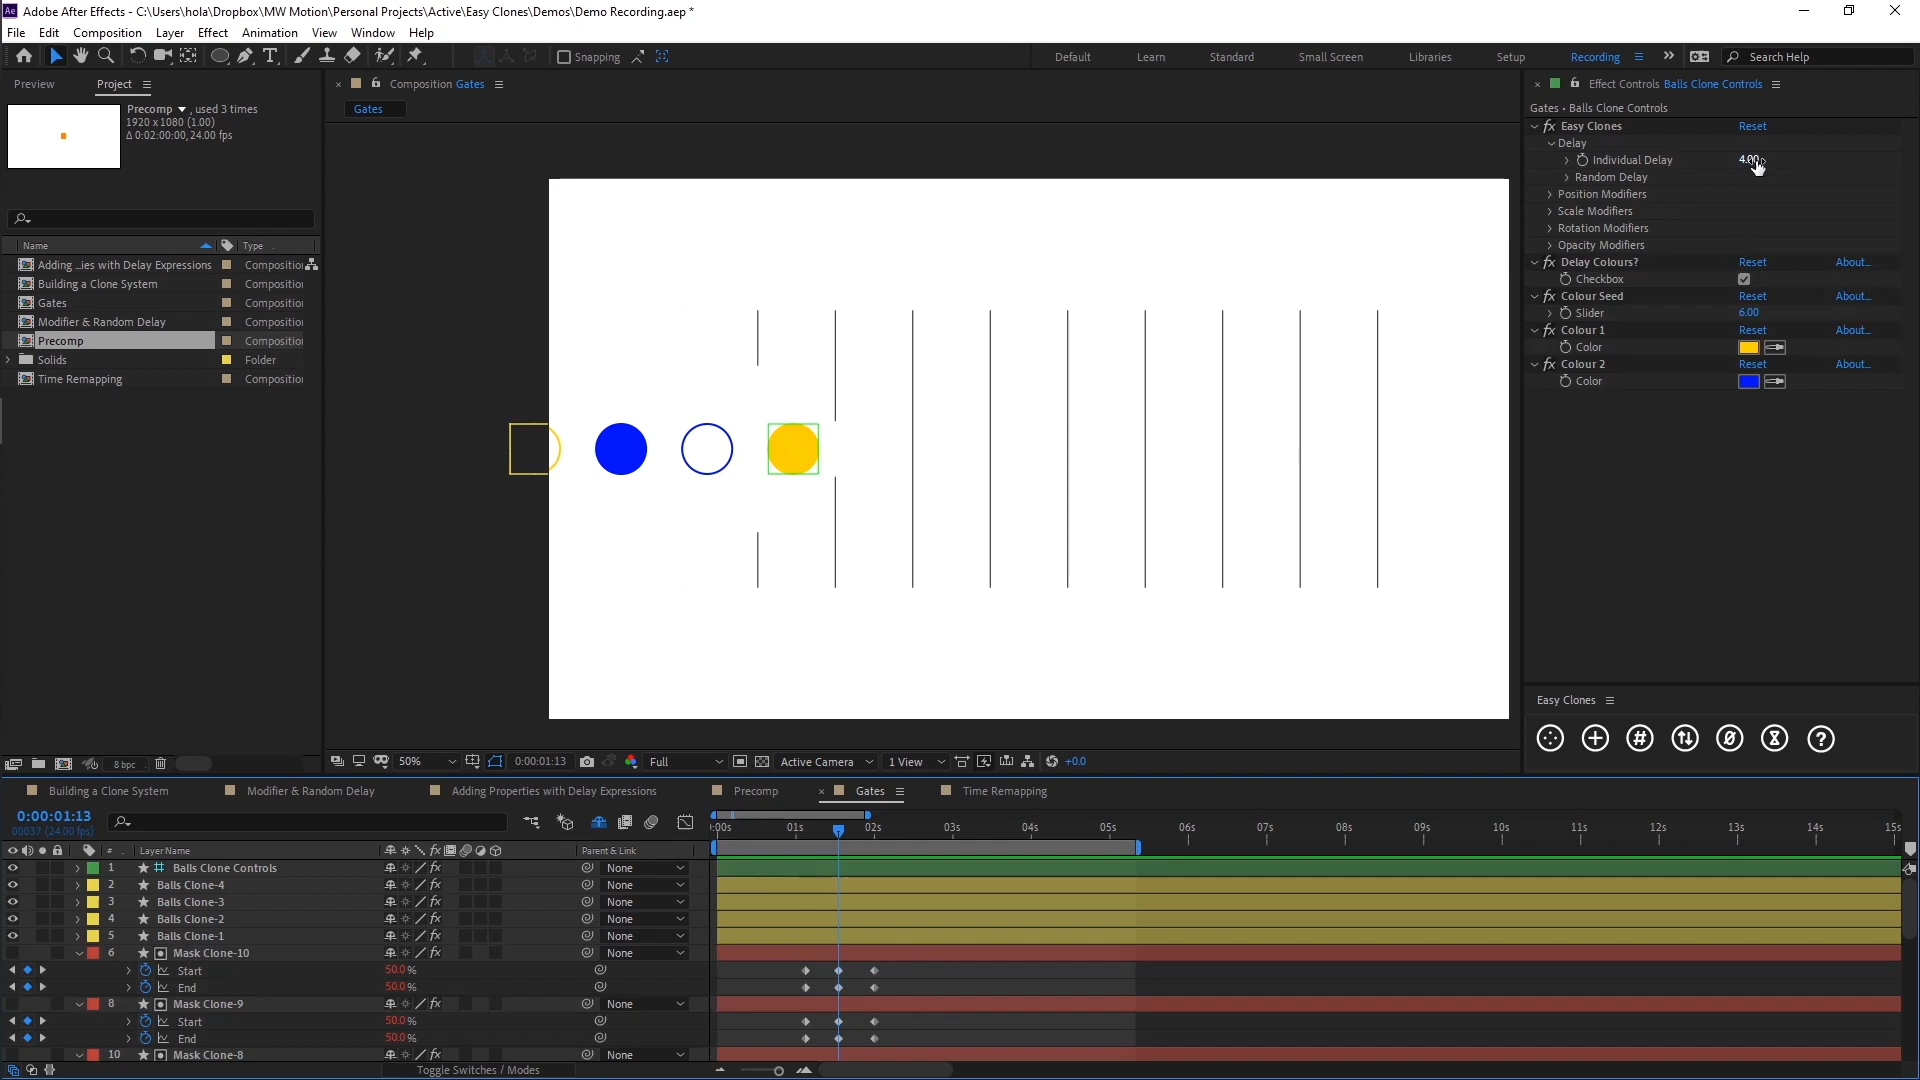 Adobe After Effects - C:\Users\hola\Dropbox\MW Motion\Personal Projects\Active\Easy Clones\Demos\Demo Recording.aep *
File Edit Composition Layer Effect Animation View Window Help
Snapping
Default Learn Standard Small Screen Libraries Setup Recording
Search Help
Preview Project
Precomp , used 3 times
1920 x 1080 (1.00)
Δ 0:02:00:00, 24.00 fps
Name Type
Adding ...ies with Delay Expressions Compositio
Building a Clone System Compositio
Gates Compositio
Modifier & Random Delay Compositio
Precomp Compositio
Solids Folder
Time Remapping Compositio
8 bpc
Composition Gates
Gates
50% 0:00:01:13 Full Active Camera 1 View +0.0
Effect Controls Balls Clone Controls
Gates • Balls Clone Controls
fx Easy Clones Reset
Delay
Individual Delay 4.00
Random Delay
Position Modifiers
Scale Modifiers
Rotation Modifiers
Opacity Modifiers
fx Delay Colours? Reset About...
Checkbox
fx Colour Seed Reset About...
Slider 6.00
fx Colour 1 Reset About...
Color
fx Colour 2 Reset About...
Color
Easy Clones
Building a Clone System Modifier & Random Delay Adding Properties with Delay Expressions Precomp Gates Time Remapping
0:00:01:13
00037 (24.00 fps)
:00s 01s 02s 03s 04s 05s 06s 07s 08s 09s 10s 11s 12s 13s 14s 15s
# Layer Name Parent & Link
1 Balls Clone Controls None
2 Balls Clone-4 None
3 Balls Clone-3 None
4 Balls Clone-2 None
5 Balls Clone-1 None
6 Mask Clone-10 None
Start 50.0%
End 50.0%
8 Mask Clone-9 None
Start 50.0%
End 50.0%
10 Mask Clone-8 None
Toggle Switches / Modes